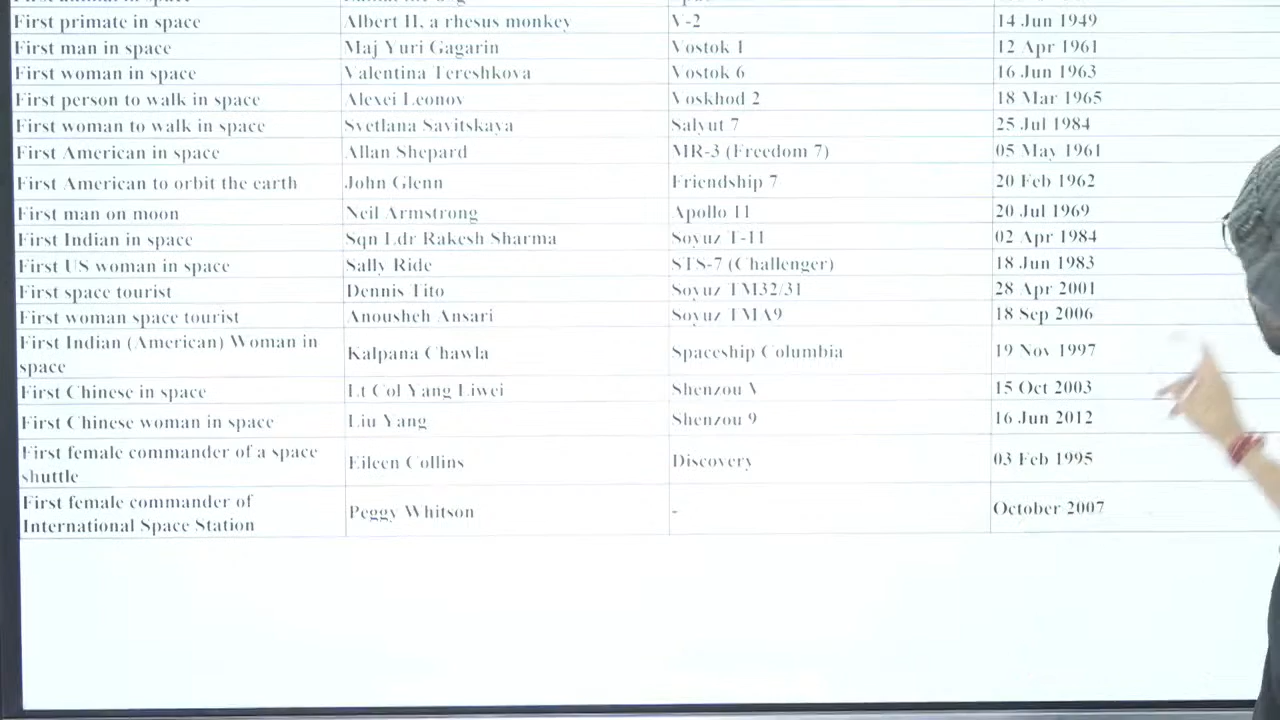 First primate in space Albert II, a rhesus monkey V-2 14 Jun 1949
First man in space Maj Yuri Gagarin Vostok 1 12 Apr 1961
First woman in space Valentina Tereshkova Vostok 6 16 Jun 1963
First person to walk in space Alexei Leonov Voskhod 2 18 Mar 1965
First woman to walk in space Svetlana Savitskaya Salyut 7 25 Jul 1984
First American in space Allan Shepard MR-3 (Freedom 7) 05 May 1961
First American to orbit the earth John Glenn Friendship 7 20 Feb 1962
First man on moon Neil Armstrong Apollo 11 20 Jul 1969
First Indian in space Sqn Ldr Rakesh Sharma Soyuz T-11 02 Apr 1984
First US woman in space Sally Ride STS-7 (Challenger) 18 Jun 1983
First space tourist Dennis Tito Soyuz TM32/31 28 Apr 2001
First woman space tourist Anousheh Ansari Soyuz TMA9 18 Sep 2006
First Indian (American) Woman in
space Kalpana Chawla Spaceship Columbia 19 Nov 1997
First Chinese in space Lt Col Yang Liwei Shenzou V 15 Oct 2003
First Chinese woman in space Liu Yang Shenzou 9 16 Jun 2012
First female commander of a space
shuttle Eileen Collins Discovery 03 Feb 1995
First female commander of
International Space Station Peggy Whitson - October 2007